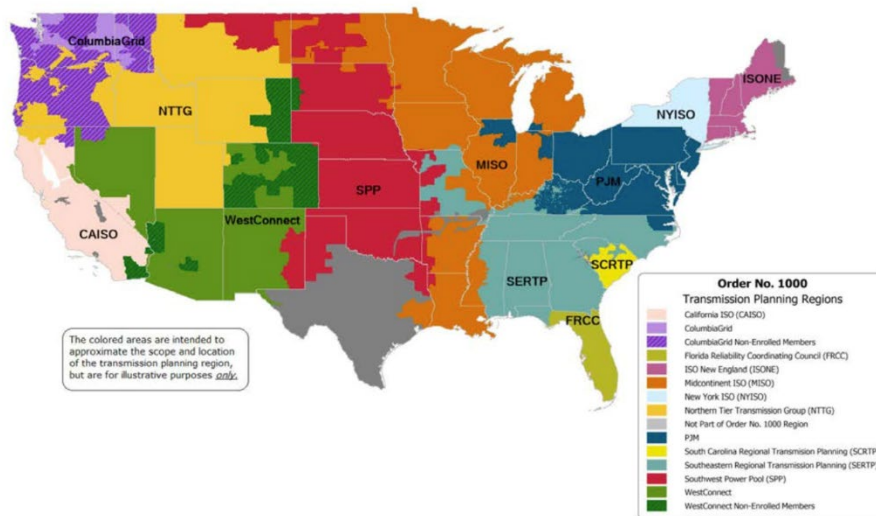 ColumbiaGrid
ISONE
NTTG
NYISO
MISO
PJM
SPP
WestConnect
CAISO
SCRTP
SERTP
FRCC
The colored areas are intended to
approximate the scope and location
of the transmission planning region,
but are for illustrative purposes only.
Order No. 1000
Transmission Planning Regions
California ISO (CAISO)
ColumbiaGrid
ColumbiaGrid Non-Enrolled Members
Florida Reliability Coordinating Council (FRCC)
ISO New England (ISONE)
Midcontinent ISO (MISO)
New York ISO (NYISO)
Northern Tier Transmission Group (NTTG)
Not Part of Order No. 1000 Region
PJM
South Carolina Regional Transmision Planning (SCRTP
Southeastern Regional Transmission Planning (SERTP)
Southwest Power Pool (SPP)
WestConnect
WestConnect Non-Enrolled Members